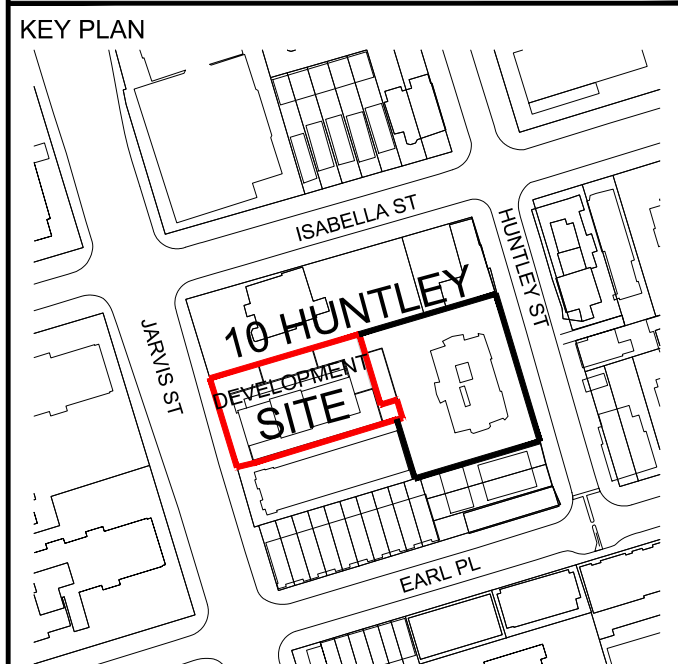 KEY PLAN
ISABELLA ST
HUNTLEY ST
10 HUNTLEY
JARVIS ST
DEVELOPMENT
SITE
EARL PL